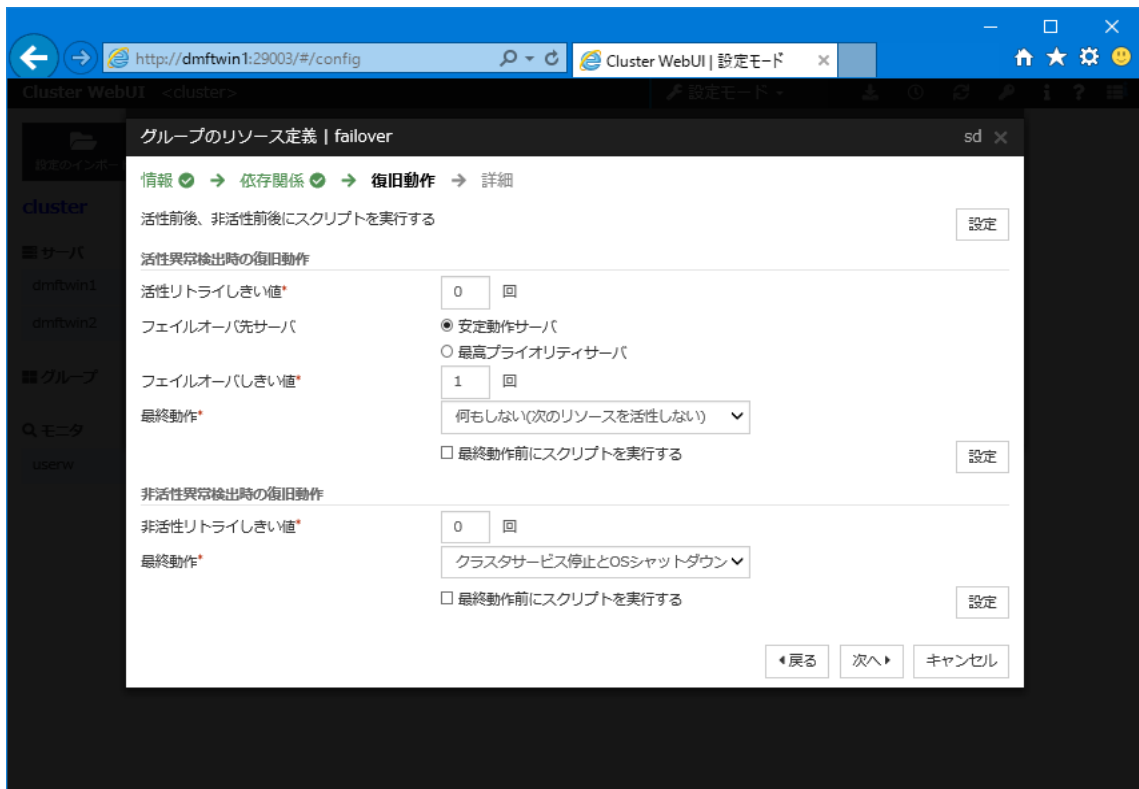 http://dmftwin1:29003/#/config
Cluster WebUI | 設定モード
Cluster WebUI <cluster>
設定モード
グループのリソース定義 | failover
sd
設定のインポー
情報 → 依存関係 → 復旧動作 → 詳細
cluster
活性前後、非活性前後にスクリプトを実行する
設定
サーバ
活性異常検出時の復旧動作
dmftwin1
活性リトライしきい値*
0 回
dmftwin2
フェイルオーバ先サーバ
安定動作サーバ
最高プライオリティサーバ
グループ
フェイルオーバしきい値*
1 回
最終動作*
何もしない(次のリソースを活性しない)
モニタ
最終動作前にスクリプトを実行する
設定
userw
非活性異常検出時の復旧動作
非活性リトライしきい値*
0 回
最終動作*
クラスタサービス停止とOSシャットダウン
最終動作前にスクリプトを実行する
設定
戻る
次へ
キャンセル